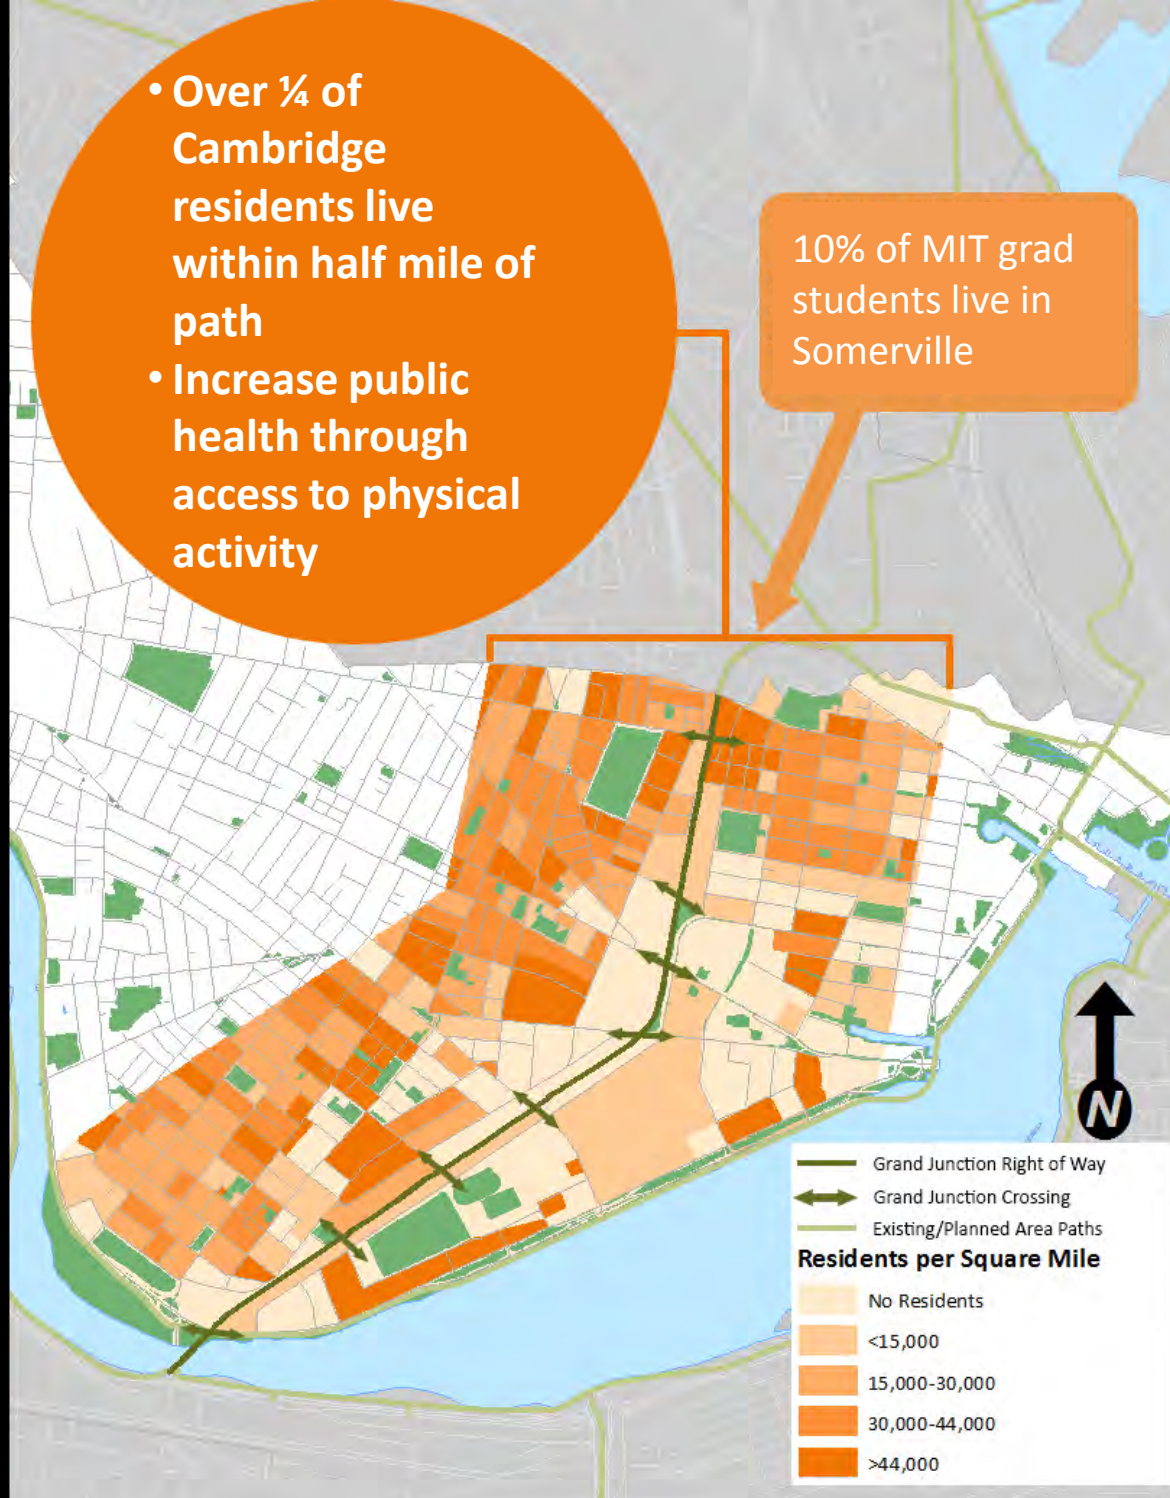 • Over ¼ of
Cambridge
residents live
within half mile of
path
• Increase public
health through
access to physical
activity
10% of MIT grad
students live in
Somerville
N
Grand Junction Right of Way
Grand Junction Crossing
Existing/Planned Area Paths
Residents per Square Mile
No Residents
<15,000
15,000-30,000
30,000-44,000
>44,000